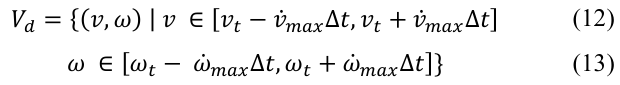 V_d = {(v, ω) | v ∈ [v_t − v̇_max Δt, v_t + v̇_max Δt] (12)
ω ∈ [ω_t − ω̇_max Δt, ω_t + ω̇_max Δt]} (13)